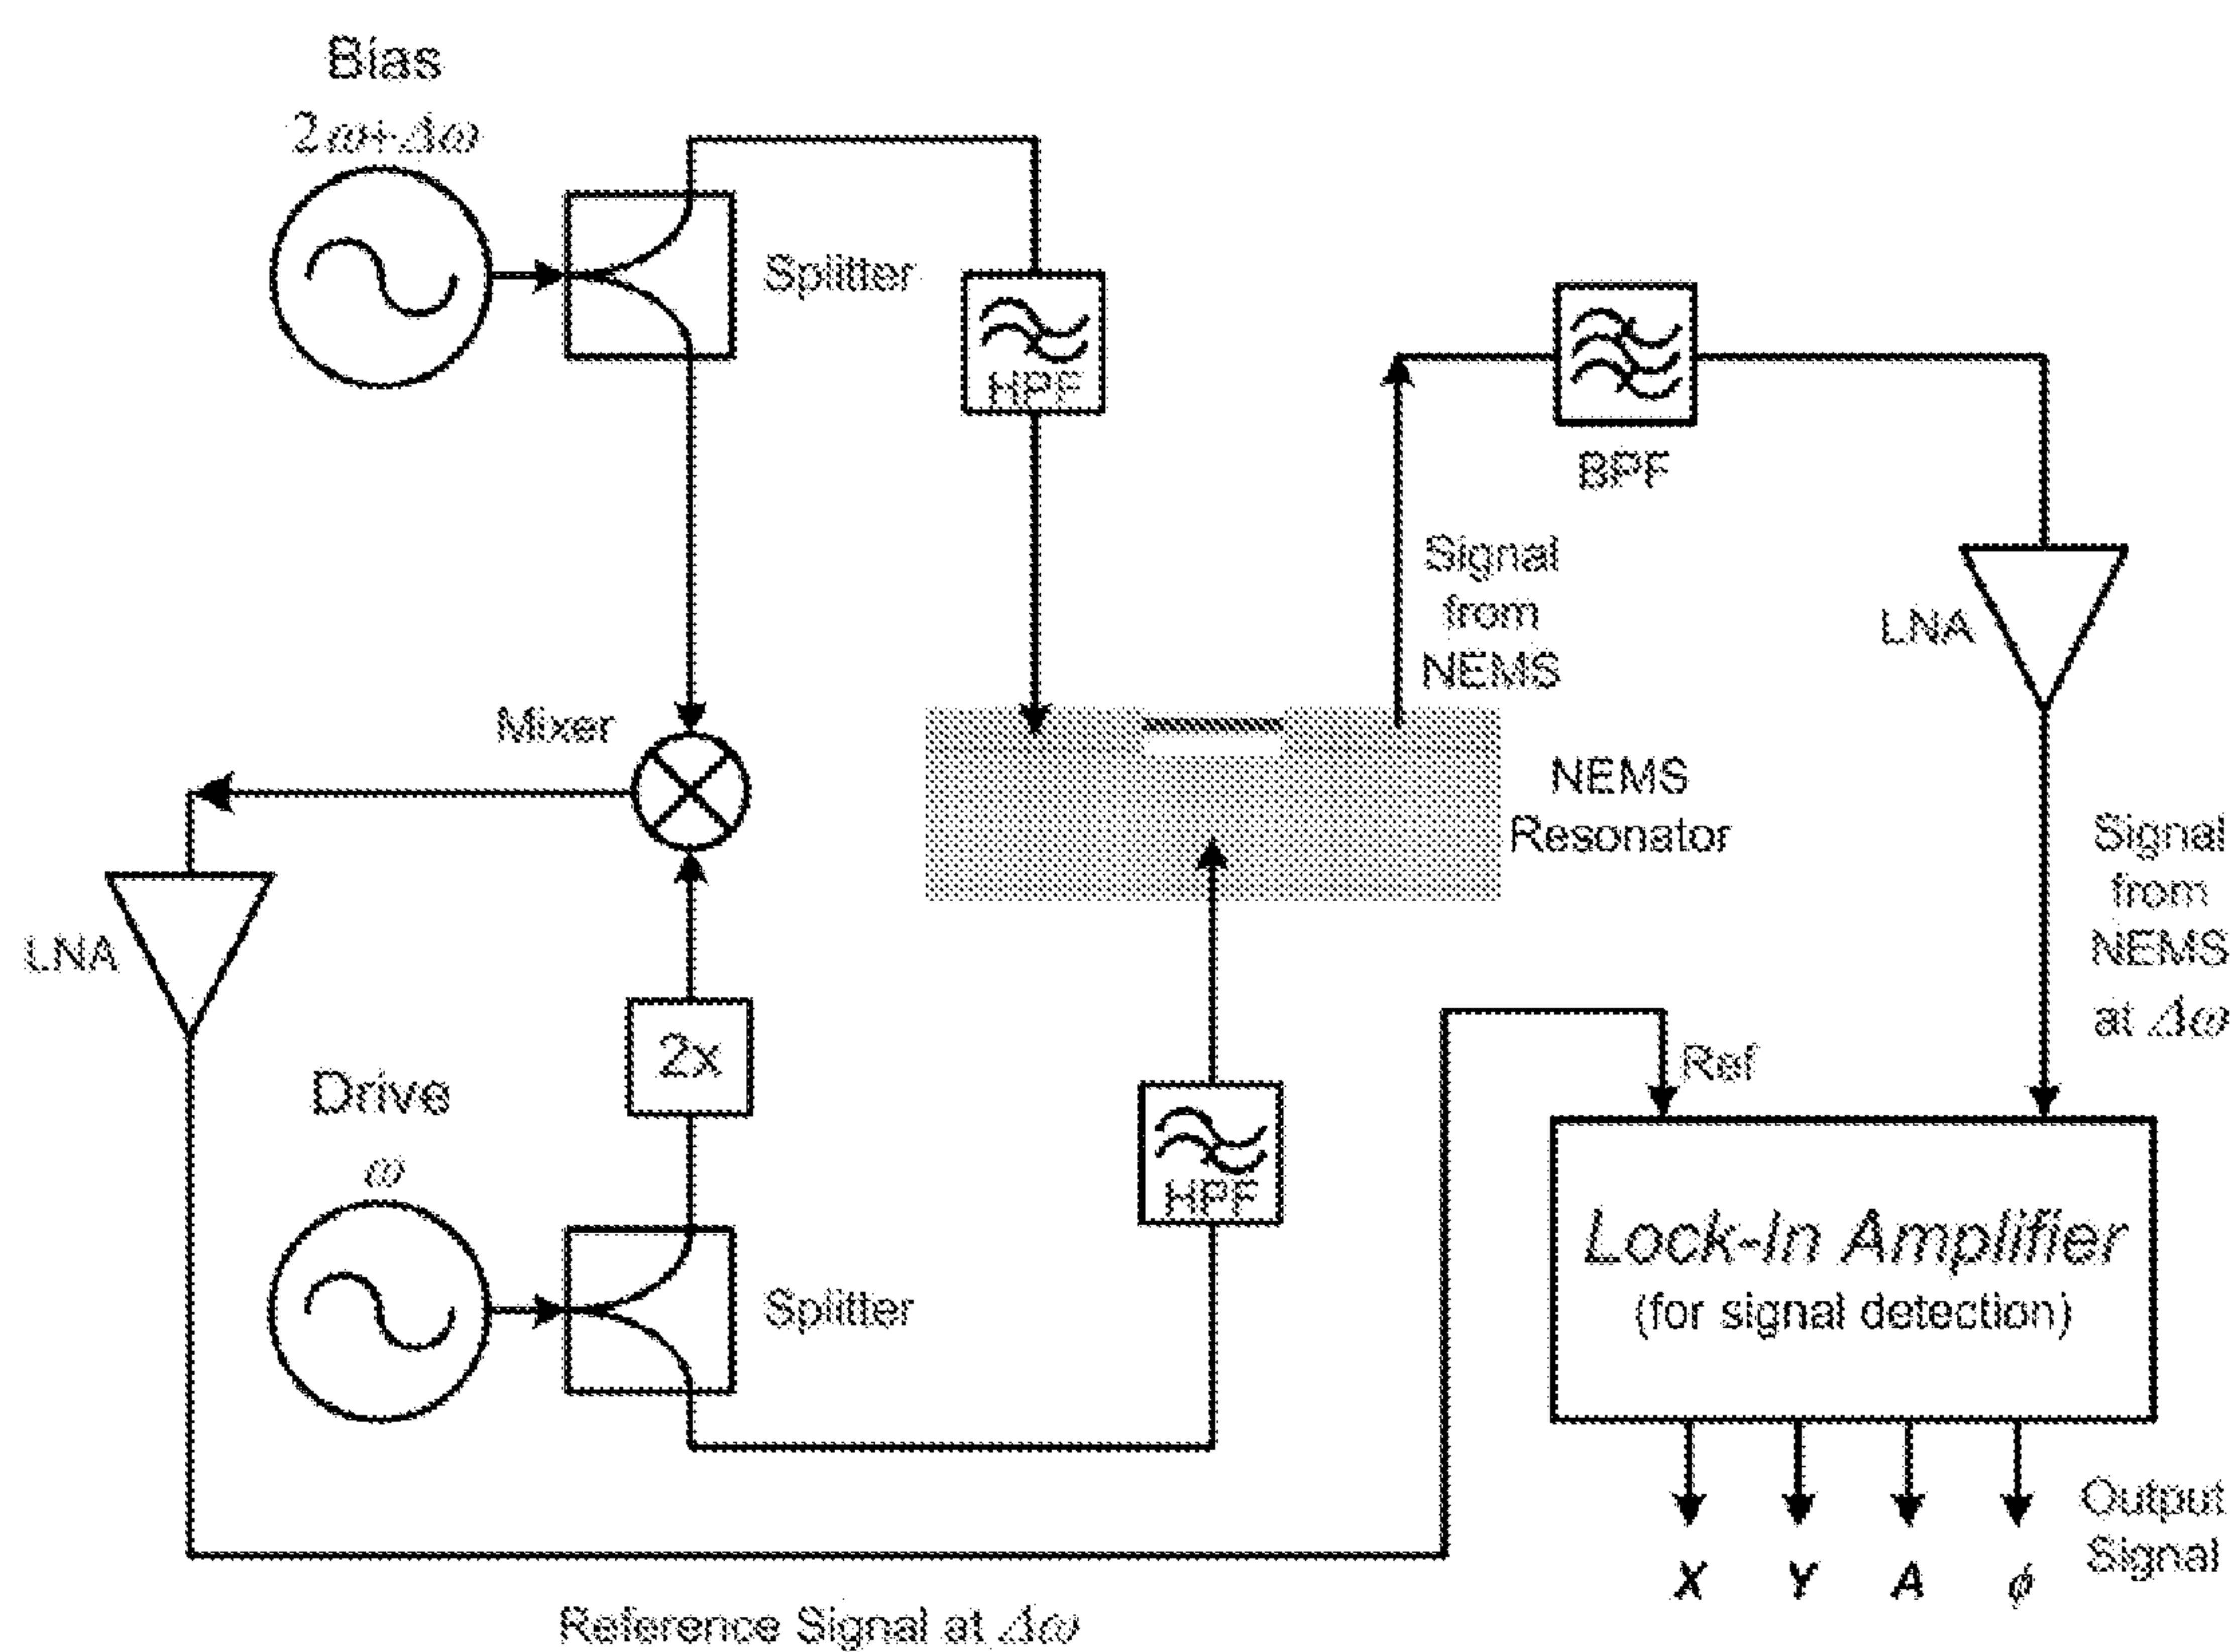 Bias
2ω+Δω
Splitter
HPF
BPF
Signal
from
NEMS
LNA
Mixer
NEMS
Resonator
Signal
from
NEMS
at Δω
LNA
2x
Ref
Drive
ω
HPF
Splitter
Lock-In Amplifier
(for signal detection)
Output
Signal
X Y A ϕ
Reference Signal at Δω